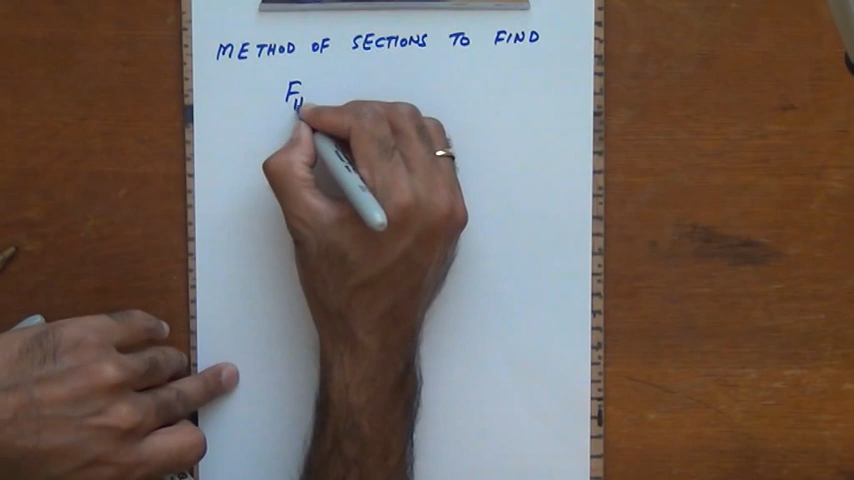 METHOD OF SECTIONS TO FIND
F